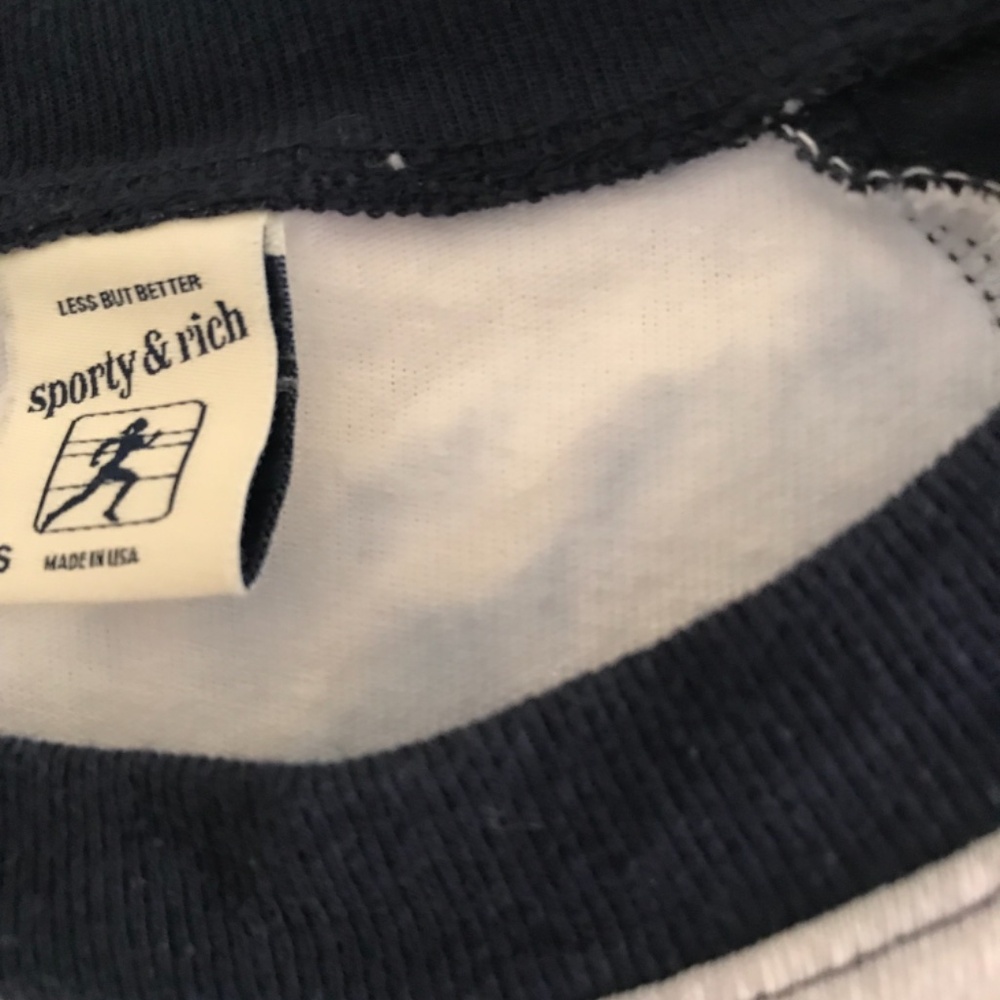 LESS BUT BETTER
sporty & rich
S
MADE IN USA